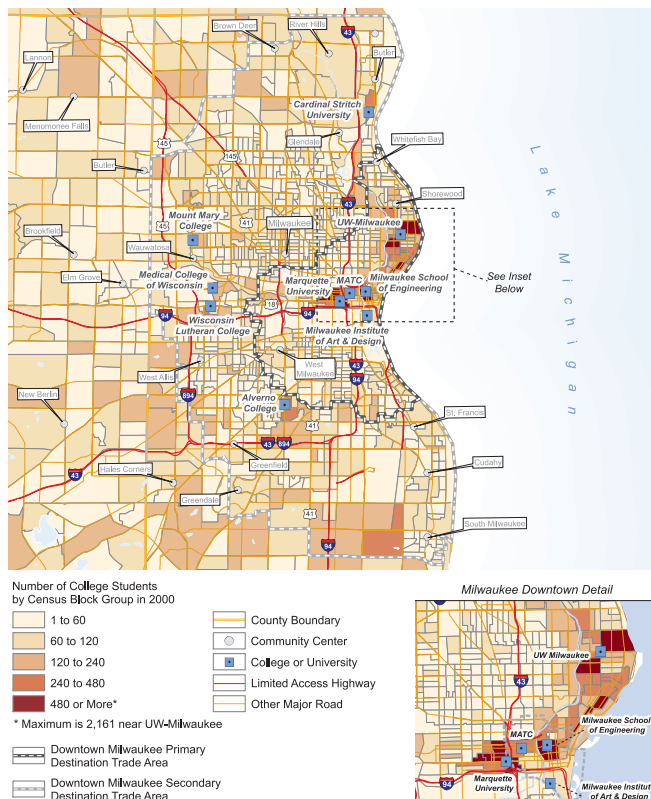 Brown Deer
River Hills
43
Butler
Lannon
Cardinal Stritch
University
Menomonee Falls
Glendale
Whitefish Bay
45
145
Butler
Shorewood
43
Mount Mary
College
UW-Milwaukee
45
41
Milwaukee
Brookfield
Wauwatosa
Elm Grove
Medical College
of Wisconsin
Marquette
University
MATC
Milwaukee School
of Engineering
See Inset
Below
18
94
94
Wisconsin
Lutheran College
Milwaukee Institute
of Art & Design
West Allis
West
Milwaukee
43
94
894
New Berlin
Alverno
College
41
St. Francis
43
894
Greenfield
Hales Corners
43
Cudahy
Greendale
41
South Milwaukee
94
Lake Michigan
Number of College Students
by Census Block Group in 2000
1 to 60
60 to 120
120 to 240
240 to 480
480 or More*
* Maximum is 2,161 near UW-Milwaukee
Downtown Milwaukee Primary
Destination Trade Area
Downtown Milwaukee Secondary
Destination Trade Area
County Boundary
Community Center
College or University
Limited Access Highway
Other Major Road
Milwaukee Downtown Detail
UW Milwaukee
43
Milwaukee School
of Engineering
MATC
Marquette
University
94
Milwaukee Institut
of Art & Design